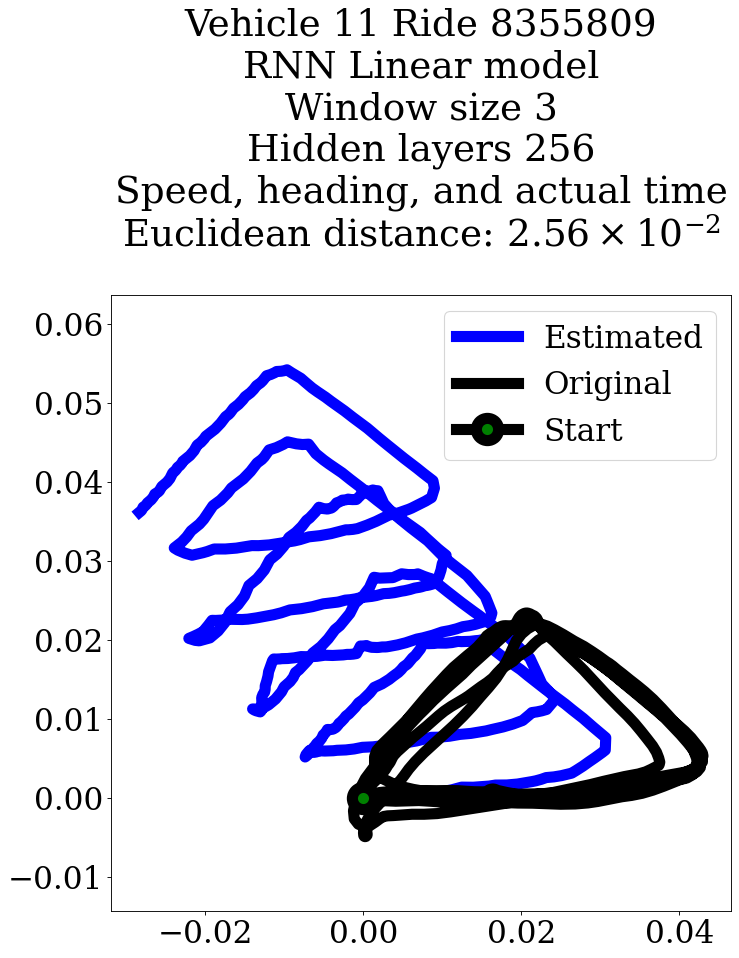 Vehicle 11 Ride 8355809
RNN Linear model
Window size 3
Hidden layers 256
Speed, heading, and actual time
Euclidean distance: 2.56 × 10⁻²
Estimated
Original
Start
0.06
0.05
0.04
0.03
0.02
0.01
0.00
−0.01
−0.02 0.00 0.02 0.04